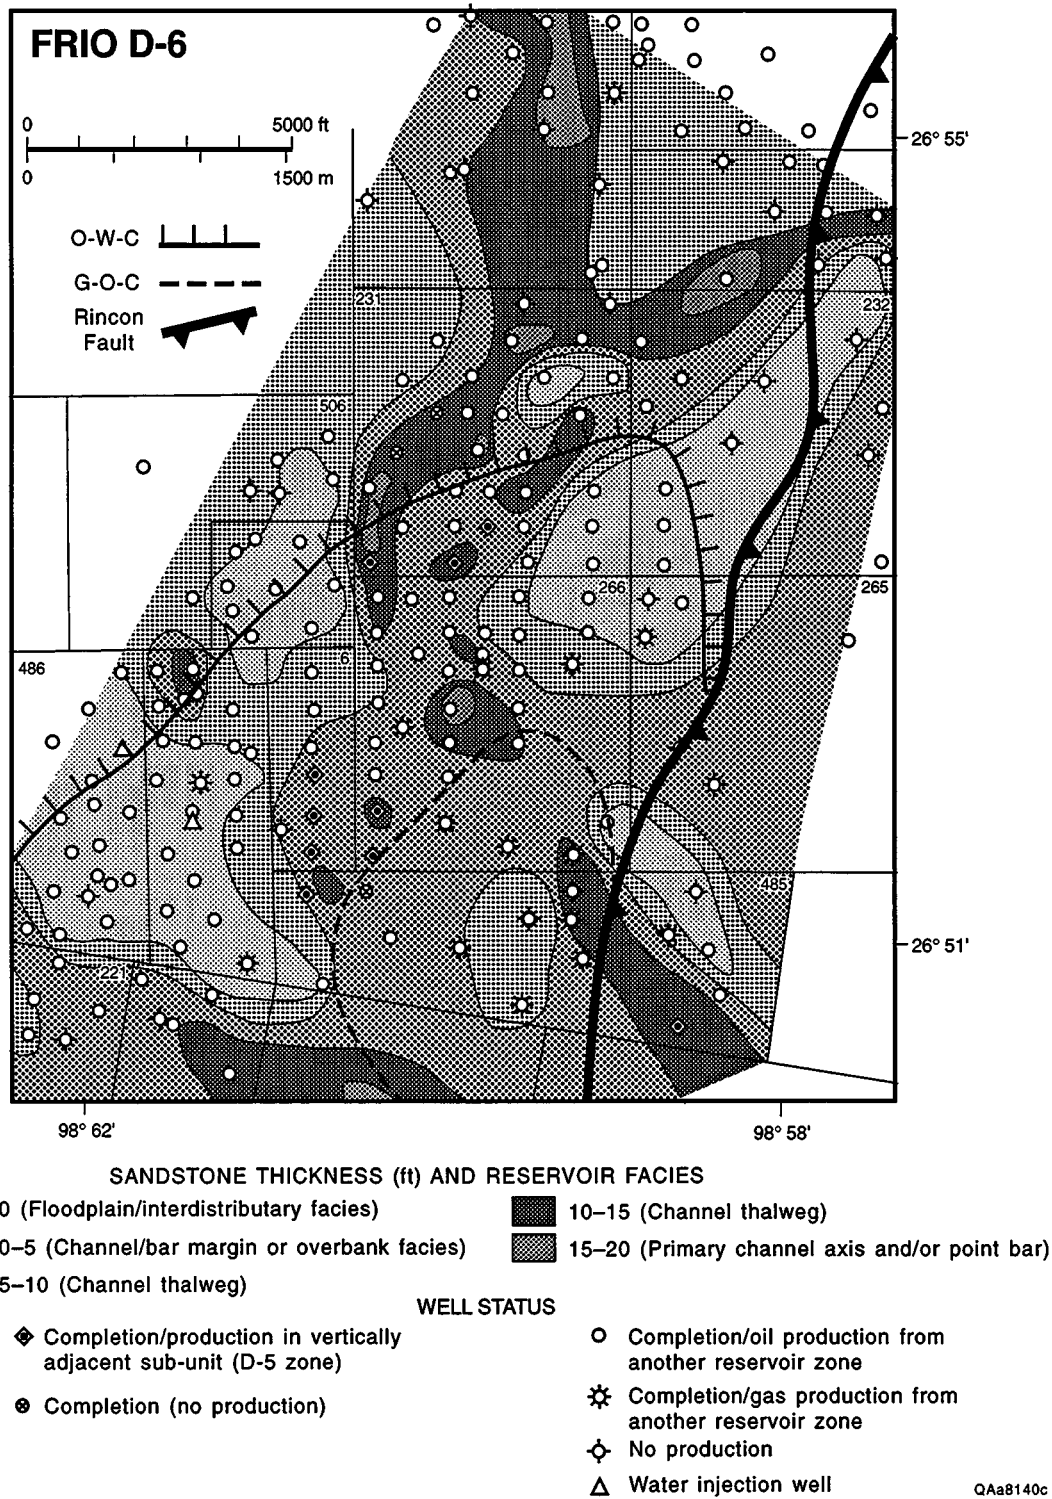 FRIO D-6
0 5000 ft
0 1500 m
O-W-C
G-O-C
Rincon
Fault
26° 55'
231
232
506
266
265
486
6
485
26° 51'
221
98° 62'
98° 58'
SANDSTONE THICKNESS (ft) AND RESERVOIR FACIES
0 (Floodplain/interdistributary facies)
0–5 (Channel/bar margin or overbank facies)
5–10 (Channel thalweg)
10–15 (Channel thalweg)
15–20 (Primary channel axis and/or point bar)
WELL STATUS
Completion/production in vertically
adjacent sub-unit (D-5 zone)
Completion (no production)
Completion/oil production from
another reservoir zone
Completion/gas production from
another reservoir zone
No production
Water injection well
QAa8140c